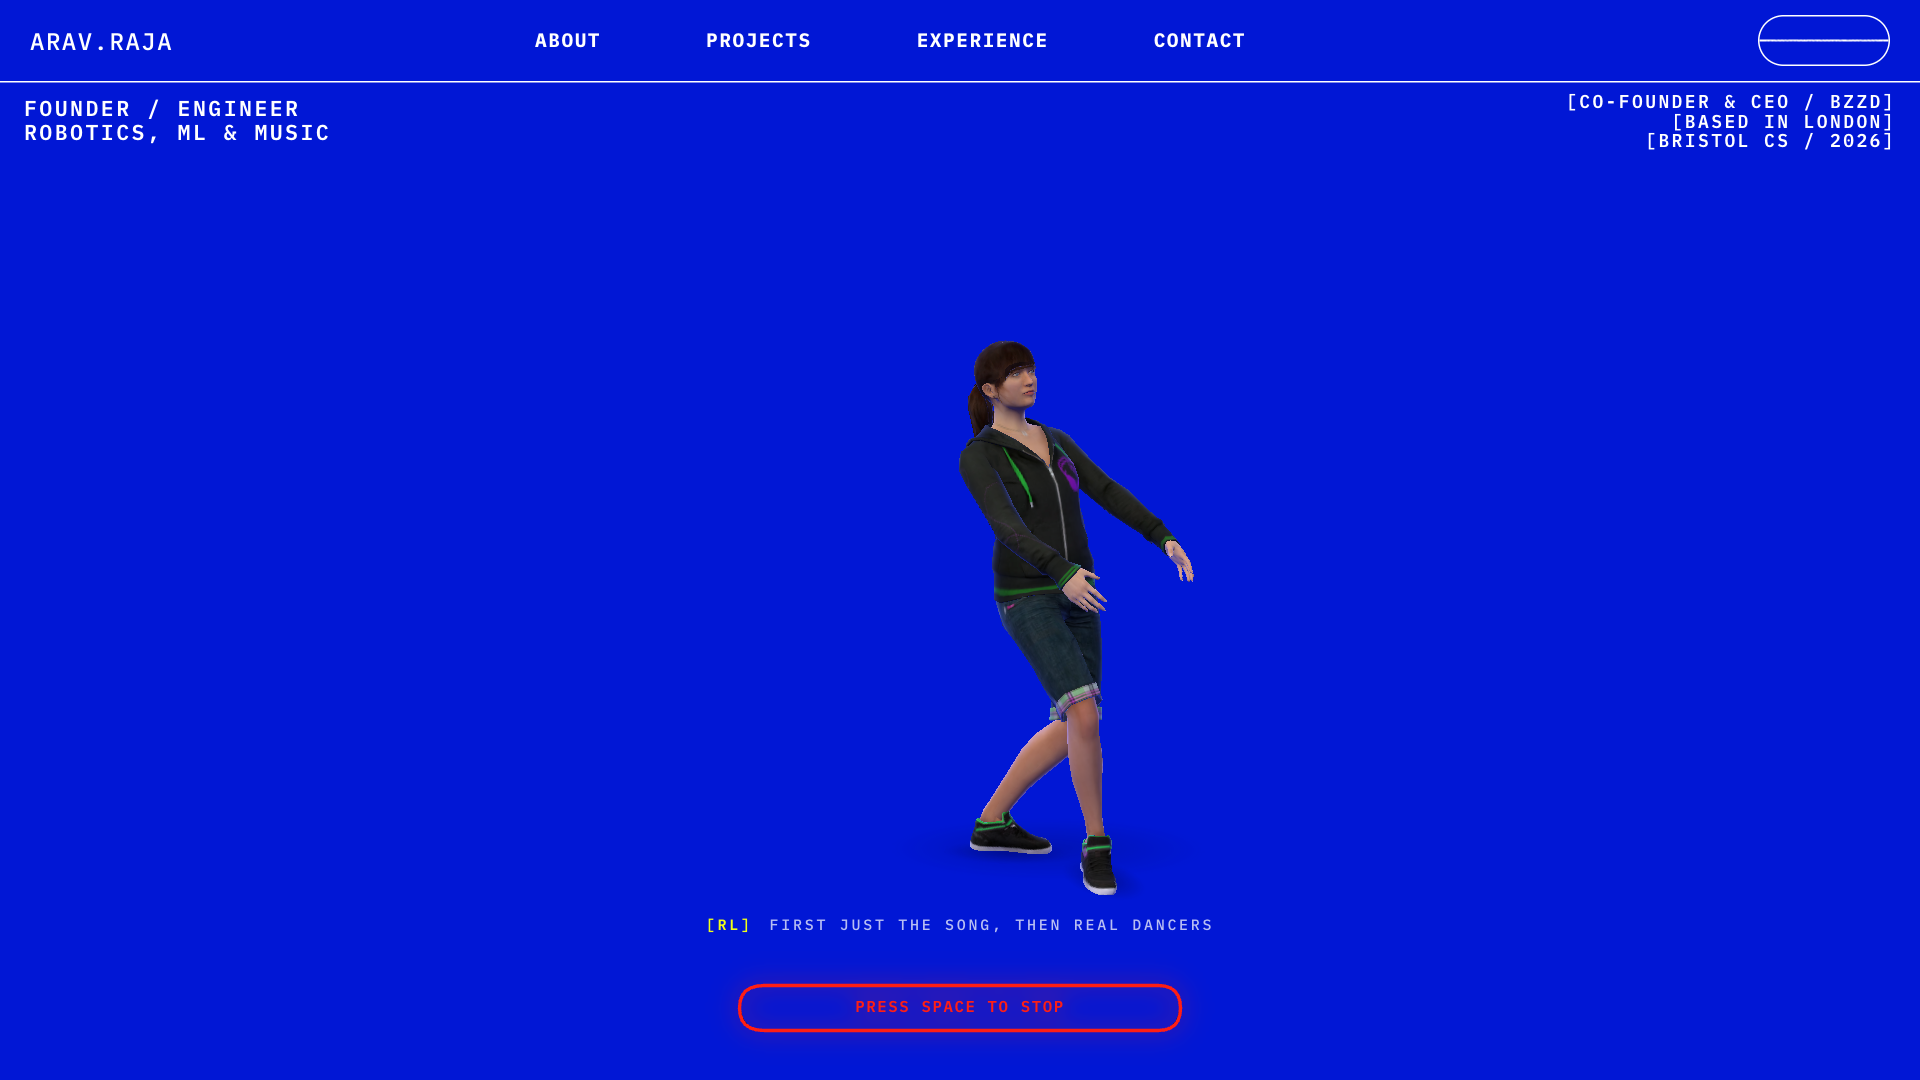 ARAV.RAJA
ABOUT
PROJECTS
EXPERIENCE
CONTACT
FOUNDER / ENGINEER
ROBOTICS, ML & MUSIC
[CO-FOUNDER & CEO / BZZD]
[BASED IN LONDON]
[BRISTOL CS / 2026]
[RL] FIRST JUST THE SONG, THEN REAL DANCERS
PRESS SPACE TO STOP